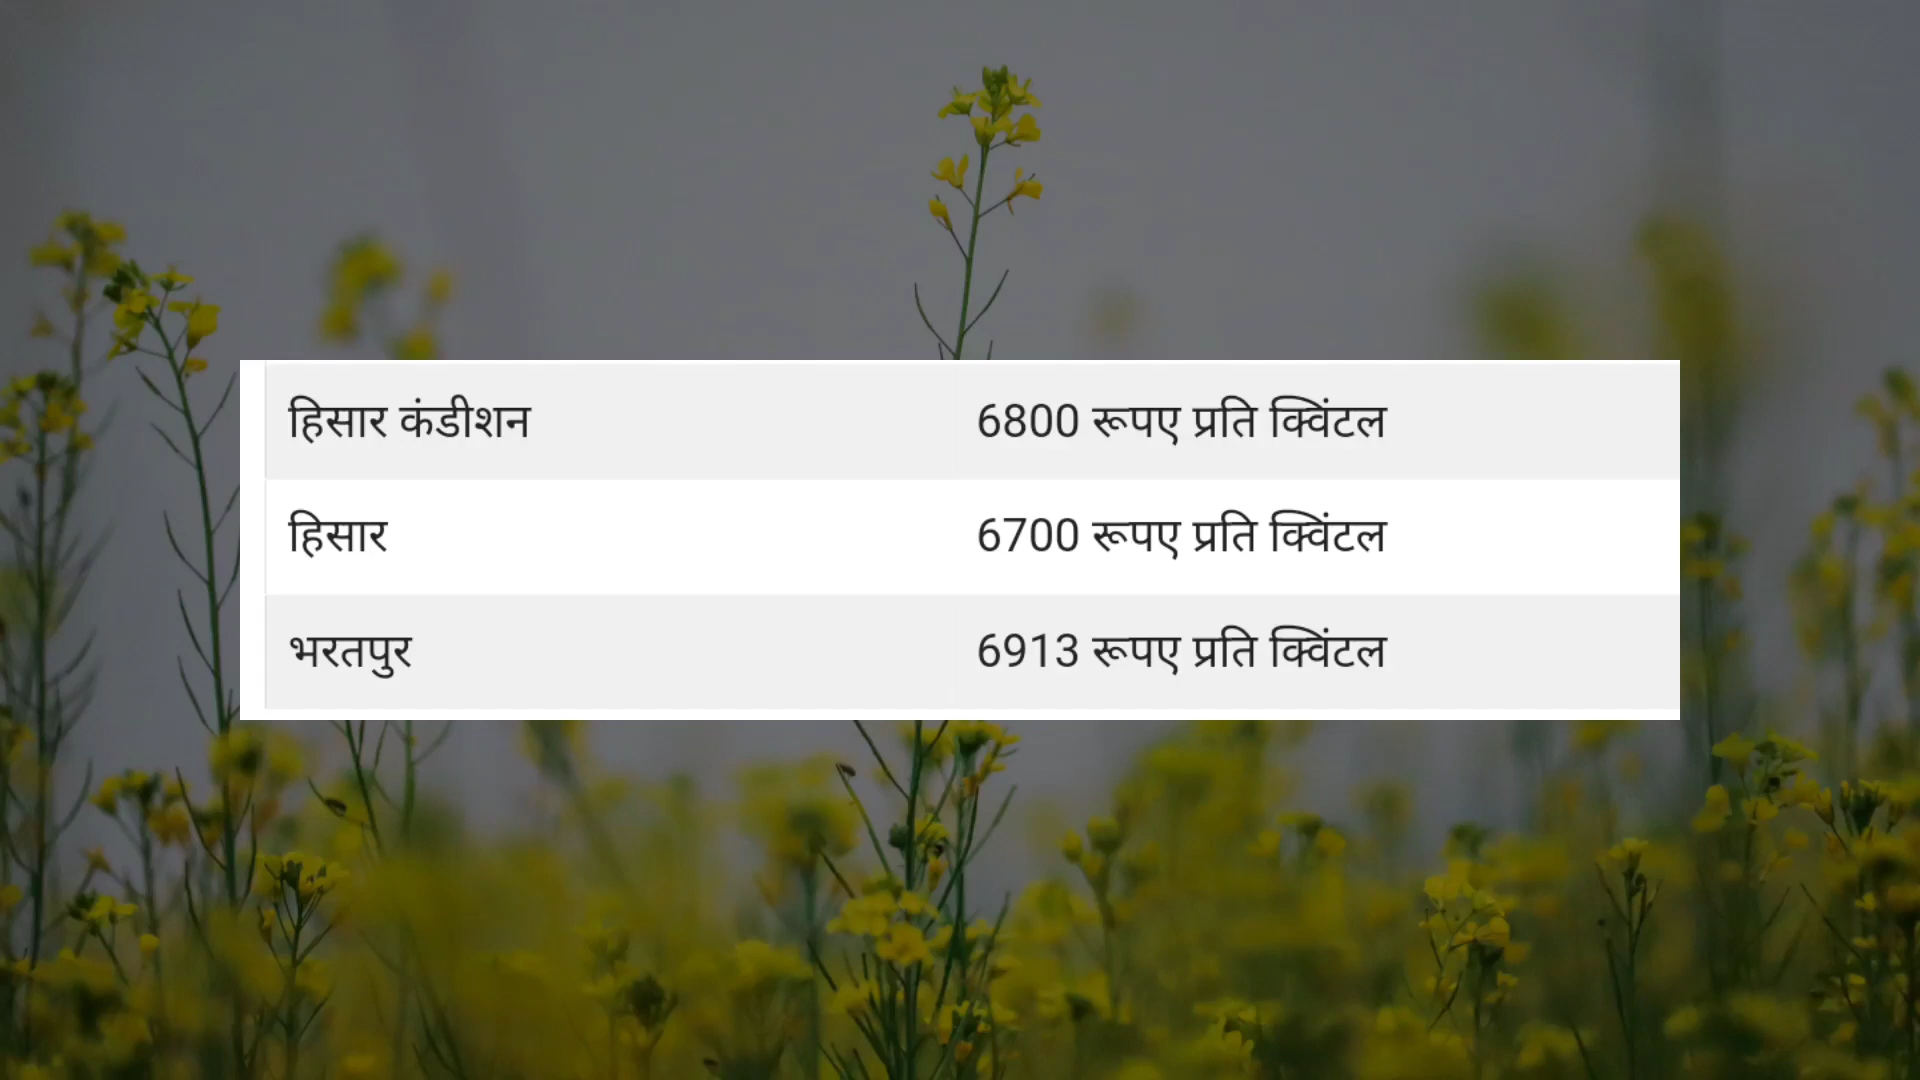 हिसार कंडीशन 6800 रूपए प्रति क्विंटल
हिसार 6700 रूपए प्रति क्विंटल
भरतपुर 6913 रूपए प्रति क्विंटल